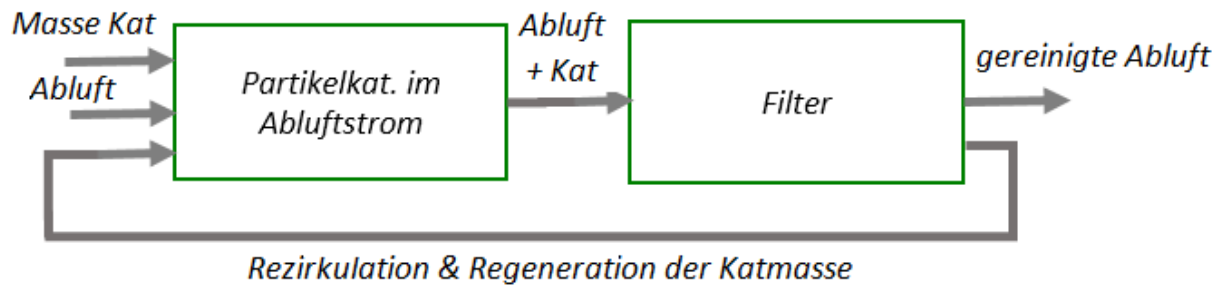 Masse Kat
Abluft
Partikelkat. im
Abluftstrom
Abluft
+ Kat
Filter
gereinigte Abluft
Rezirkulation & Regeneration der Katmasse